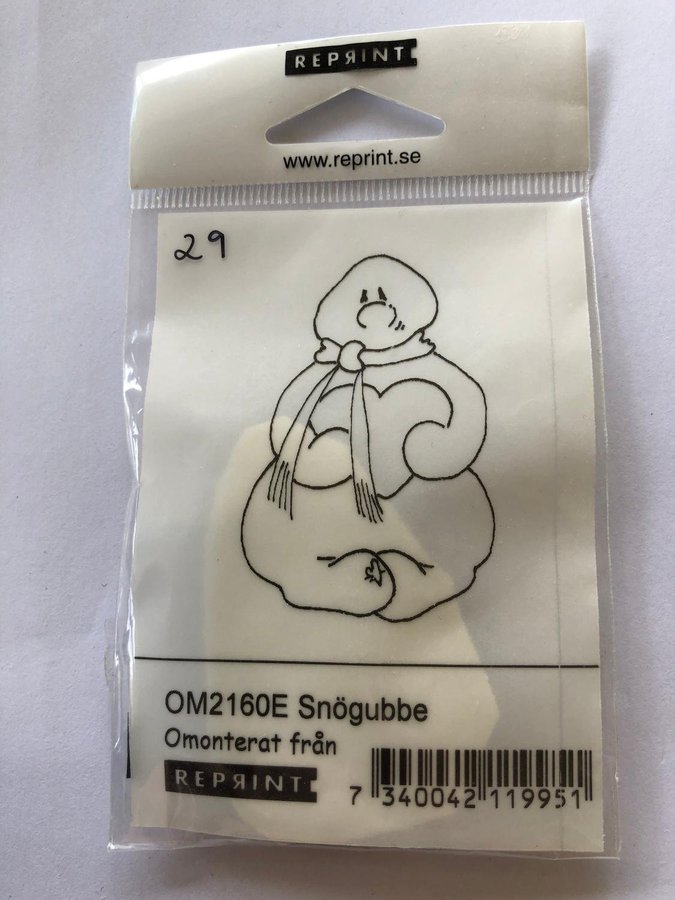 REPRINT
www.reprint.se
29
OM2160E Snögubbe
Omonterat från
REPRINT
7 340042 119951